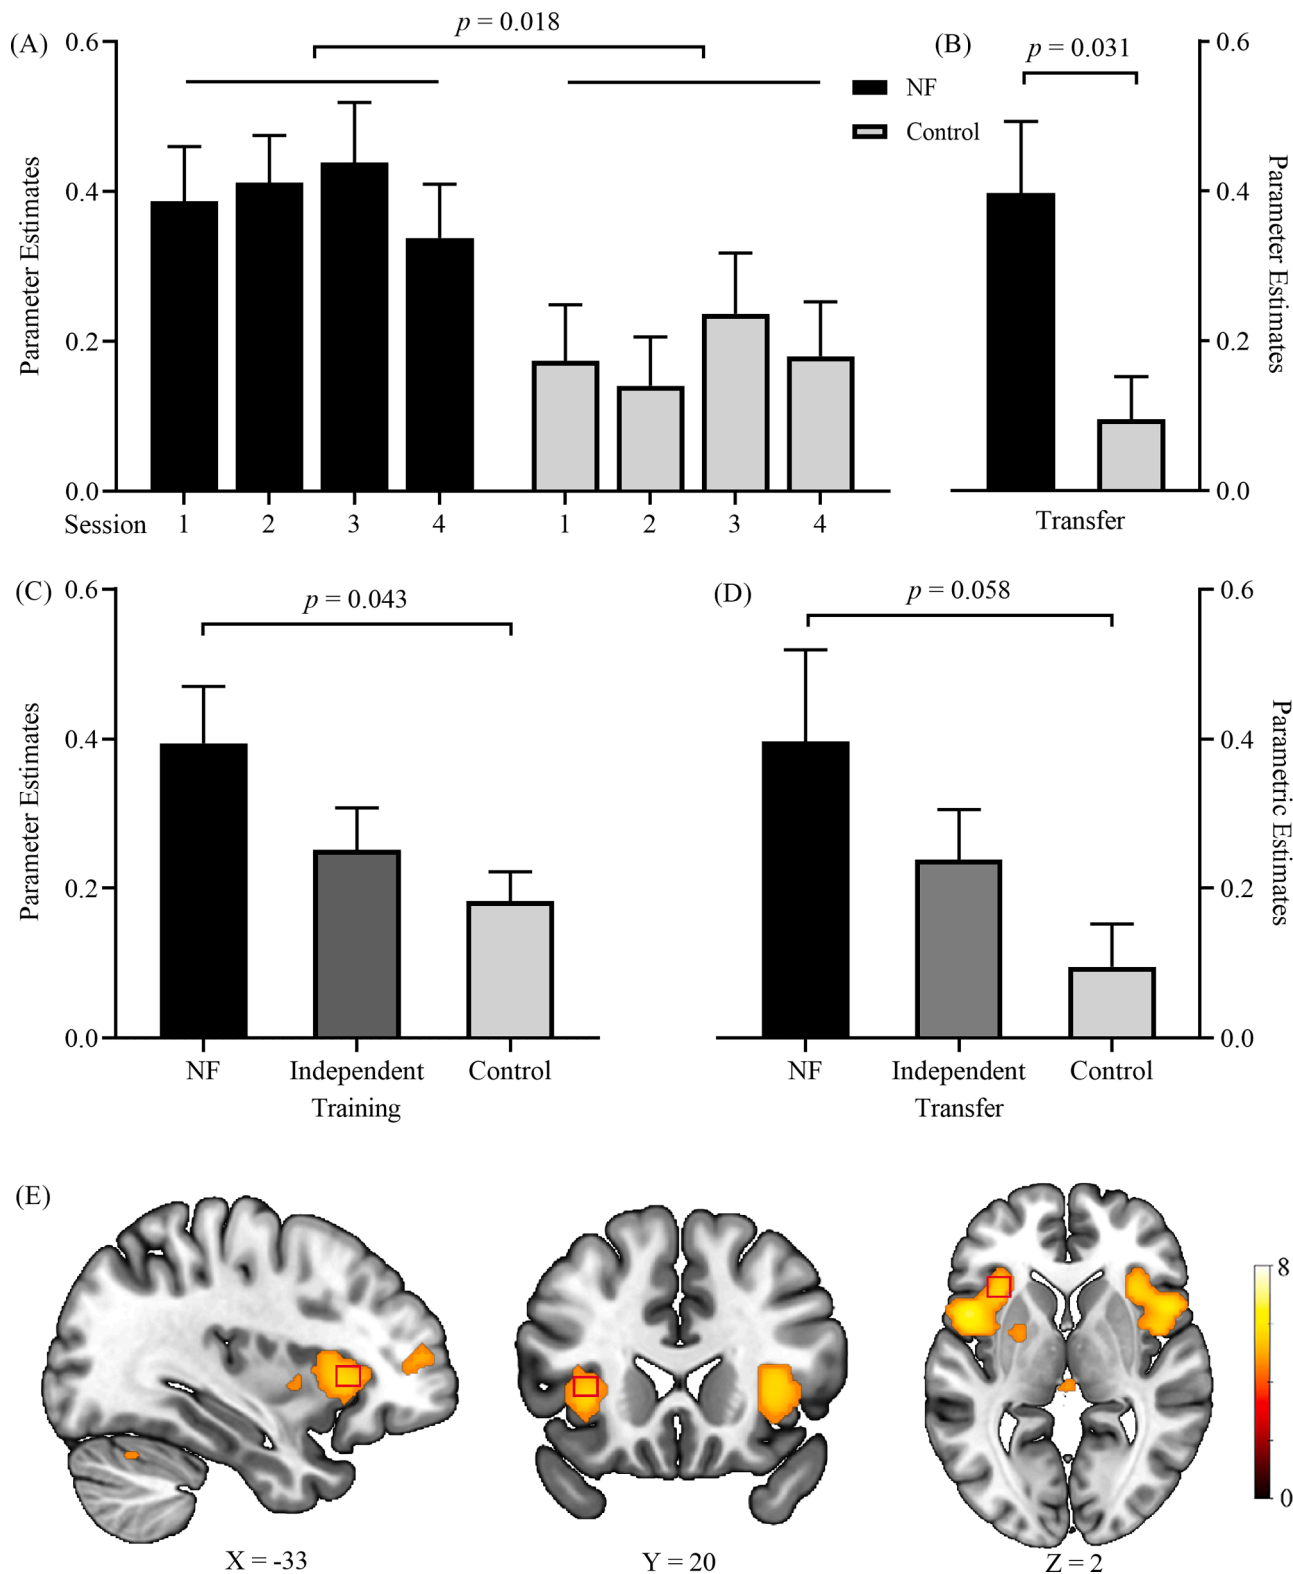 (A)
p = 0.018
0.6
0.4
0.2
0.0
Parameter Estimates
Session 1 2 3 4 1 2 3 4
NF
Control
(B)
p = 0.031
0.6
0.4
0.2
0.0
Parameter Estimates
Transfer
(C)
p = 0.043
0.6
0.4
0.2
0.0
Parameter Estimates
NF Independent Control
Training
(D)
p = 0.058
0.6
0.4
0.2
0.0
Parametric Estimates
NF Independent Control
Transfer
(E)
8
0
X = -33
Y = 20
Z = 2